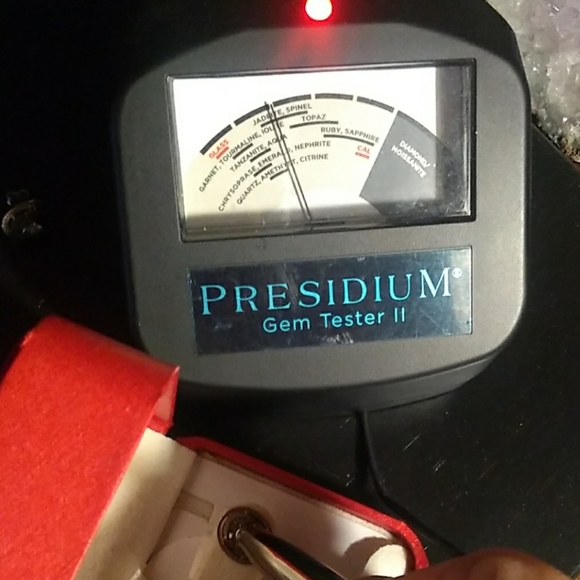 JADEITE, SPINEL
TOPAZ
RUBY, SAPPHIRE
GLASS
CAL
DIAMOND/
MOISSANITE
GARNET, TOURMALINE, IOLITE
TANZANITE, AQUA
CHRYSOPRASE, EMERALD, NEPHRITE
QUARTZ, AMETHYST, CITRINE
PRESIDIUM®
Gem Tester II